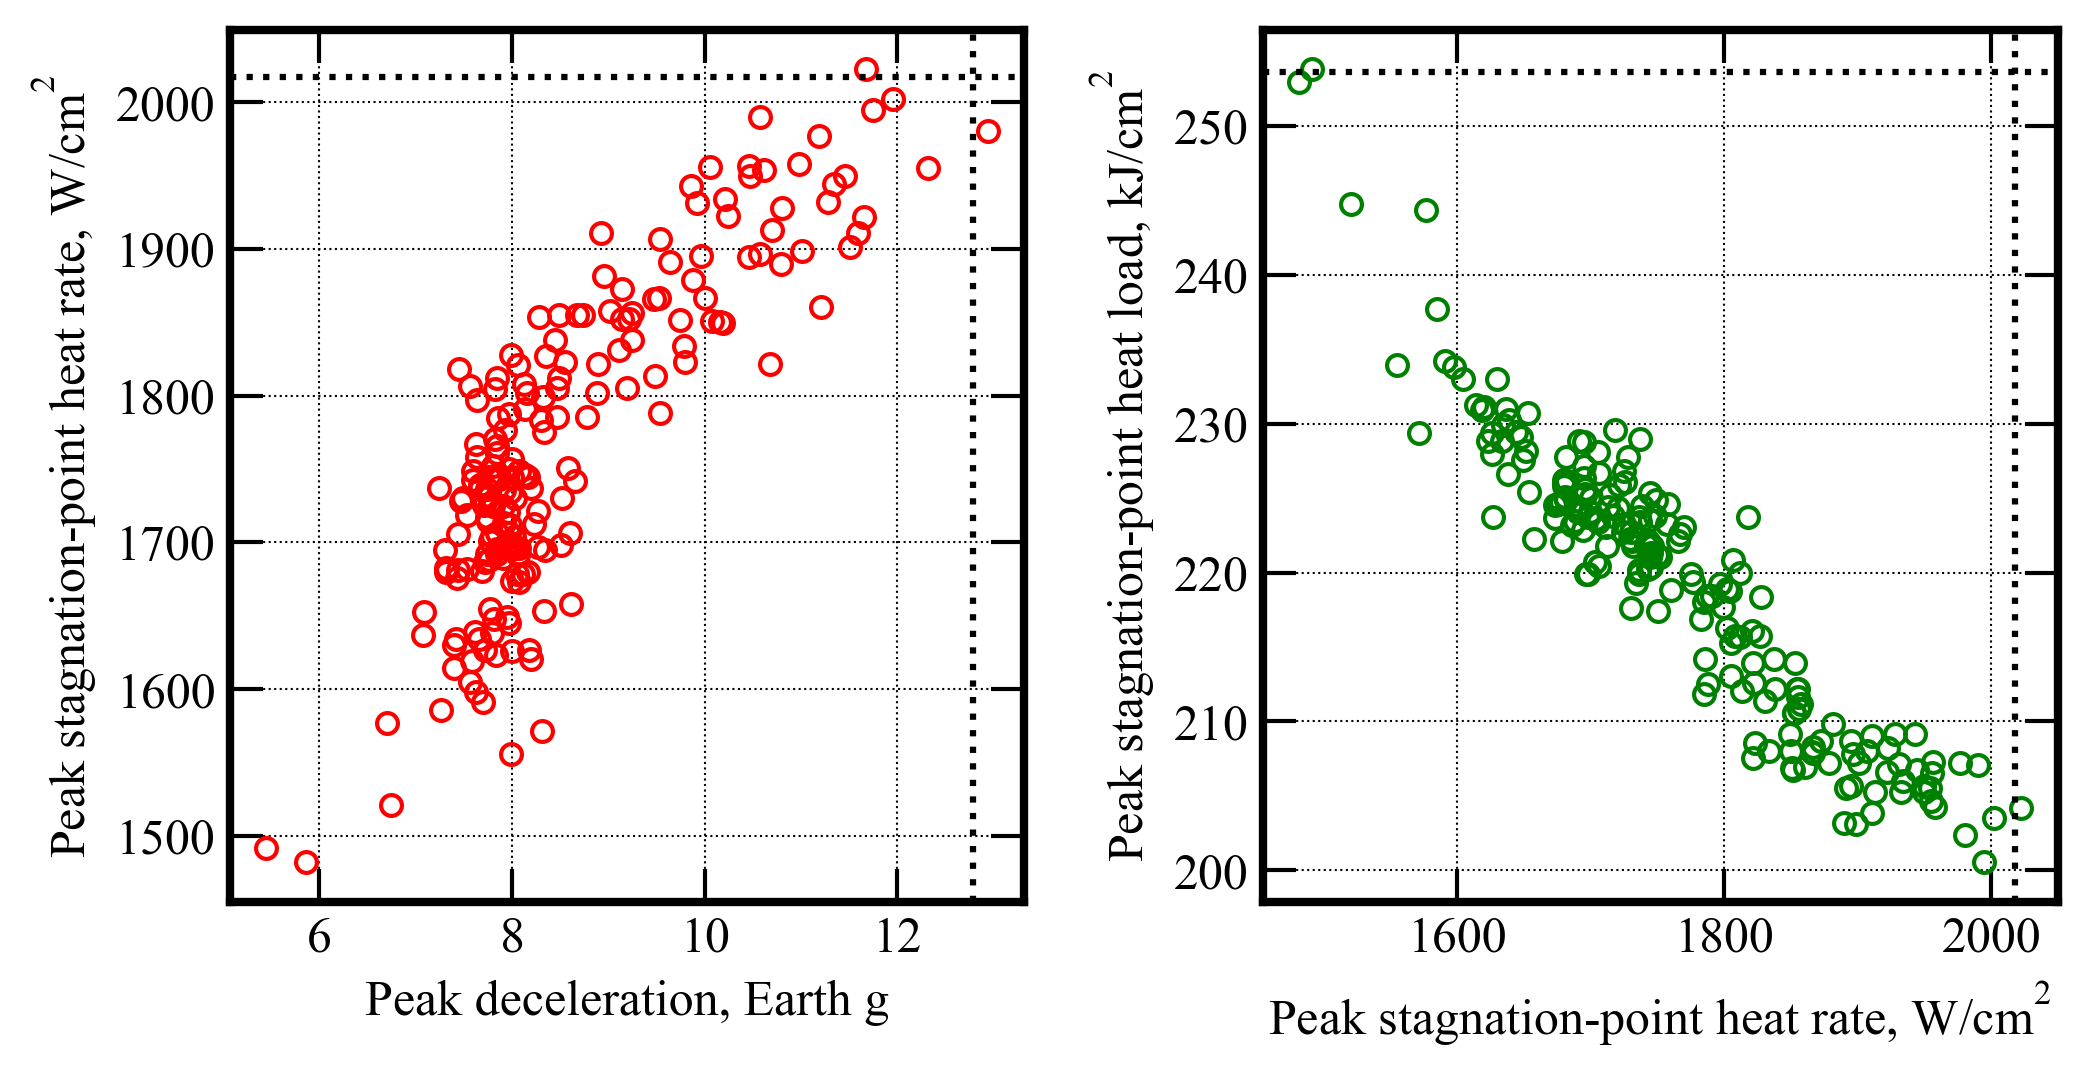 Peak stagnation-point heat rate, W/cm²
2000
1900
1800
1700
1600
1500
6 8 10 12
Peak deceleration, Earth g
Peak stagnation-point heat load, kJ/cm²
250
240
230
220
210
200
1600 1800 2000
Peak stagnation-point heat rate, W/cm²